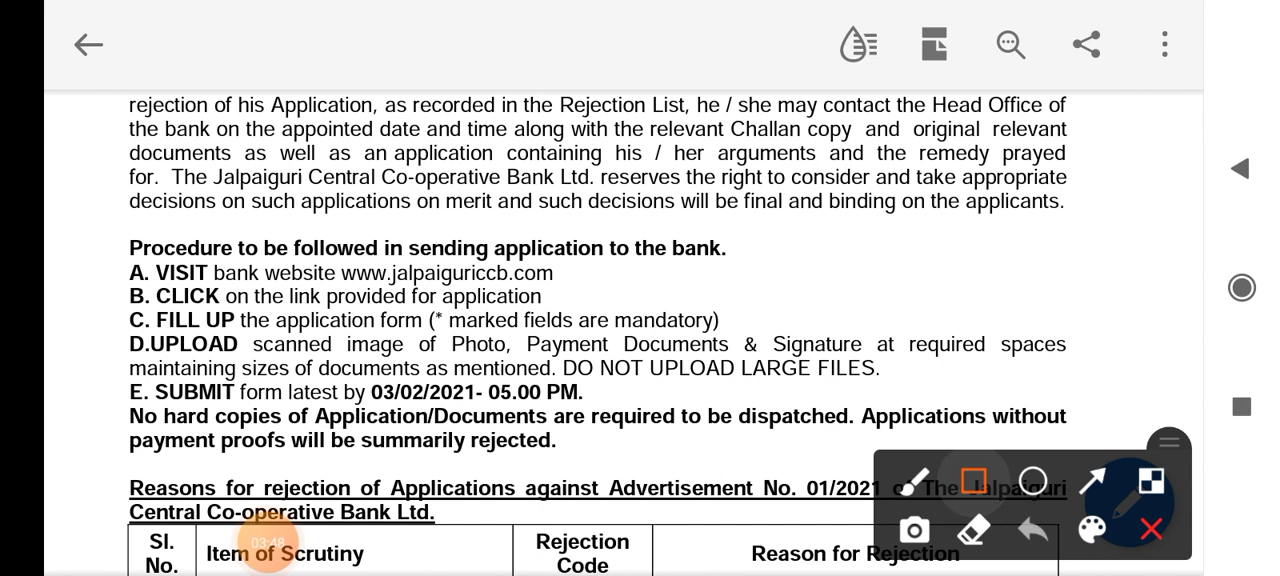 rejection of his Application, as recorded in the Rejection List, he / she may contact the Head Office of
the bank on the appointed date and time along with the relevant Challan copy and original relevant
documents as well as an application containing his / her arguments and the remedy prayed
for. The Jalpaiguri Central Co-operative Bank Ltd. reserves the right to consider and take appropriate
decisions on such applications on merit and such decisions will be final and binding on the applicants.
Procedure to be followed in sending application to the bank.
A. VISIT bank website www.jalpaiguriccb.com
B. CLICK on the link provided for application
C. FILL UP the application form (* marked fields are mandatory)
D.UPLOAD scanned image of Photo, Payment Documents & Signature at required spaces
maintaining sizes of documents as mentioned. DO NOT UPLOAD LARGE FILES.
E. SUBMIT form latest by 03/02/2021- 05.00 PM.
No hard copies of Application/Documents are required to be dispatched. Applications without
payment proofs will be summarily rejected.
Reasons for rejection of Applications against Advertisement No. 01/2021 of The Jalpaiguri
Central Co-operative Bank Ltd.
Sl. No.
Item of Scrutiny
Rejection Code
Reason for Rejection
03:48